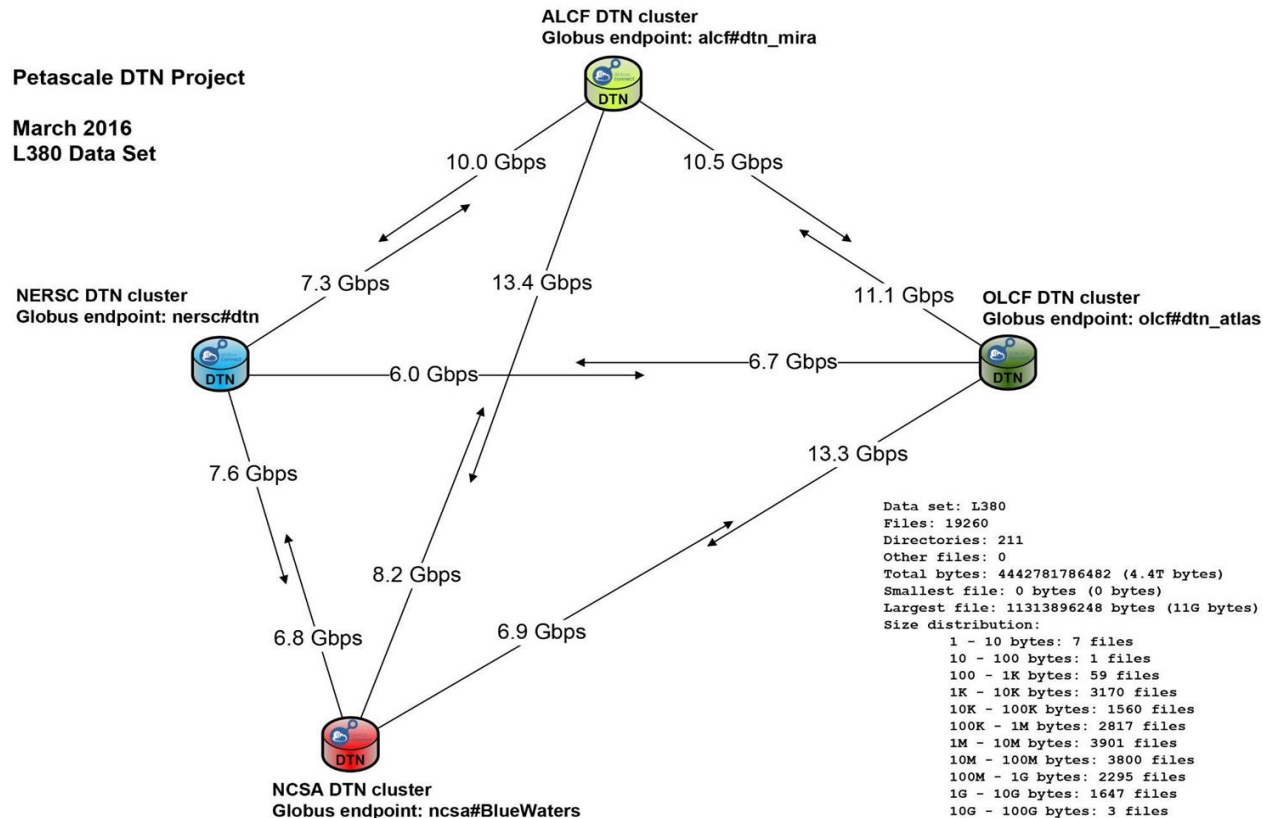 ALCF DTN cluster
Globus endpoint: alcf#dtn_mira
Petascale DTN Project
March 2016
L380 Data Set
globus
connect
DTN
10.0 Gbps
10.5 Gbps
7.3 Gbps
13.4 Gbps
11.1 Gbps
NERSC DTN cluster
Globus endpoint: nersc#dtn
OLCF DTN cluster
Globus endpoint: olcf#dtn_atlas
DTN
6.0 Gbps
6.7 Gbps
DTN
7.6 Gbps
13.3 Gbps
8.2 Gbps
6.8 Gbps
6.9 Gbps
DTN
NCSA DTN cluster
Globus endpoint: ncsa#BlueWaters
Data set: L380
Files: 19260
Directories: 211
Other files: 0
Total bytes: 4442781786482 (4.4T bytes)
Smallest file: 0 bytes (0 bytes)
Largest file: 11313896248 bytes (11G bytes)
Size distribution:
1 - 10 bytes: 7 files
10 - 100 bytes: 1 files
100 - 1K bytes: 59 files
1K - 10K bytes: 3170 files
10K - 100K bytes: 1560 files
100K - 1M bytes: 2817 files
1M - 10M bytes: 3901 files
10M - 100M bytes: 3800 files
100M - 1G bytes: 2295 files
1G - 10G bytes: 1647 files
10G - 100G bytes: 3 files